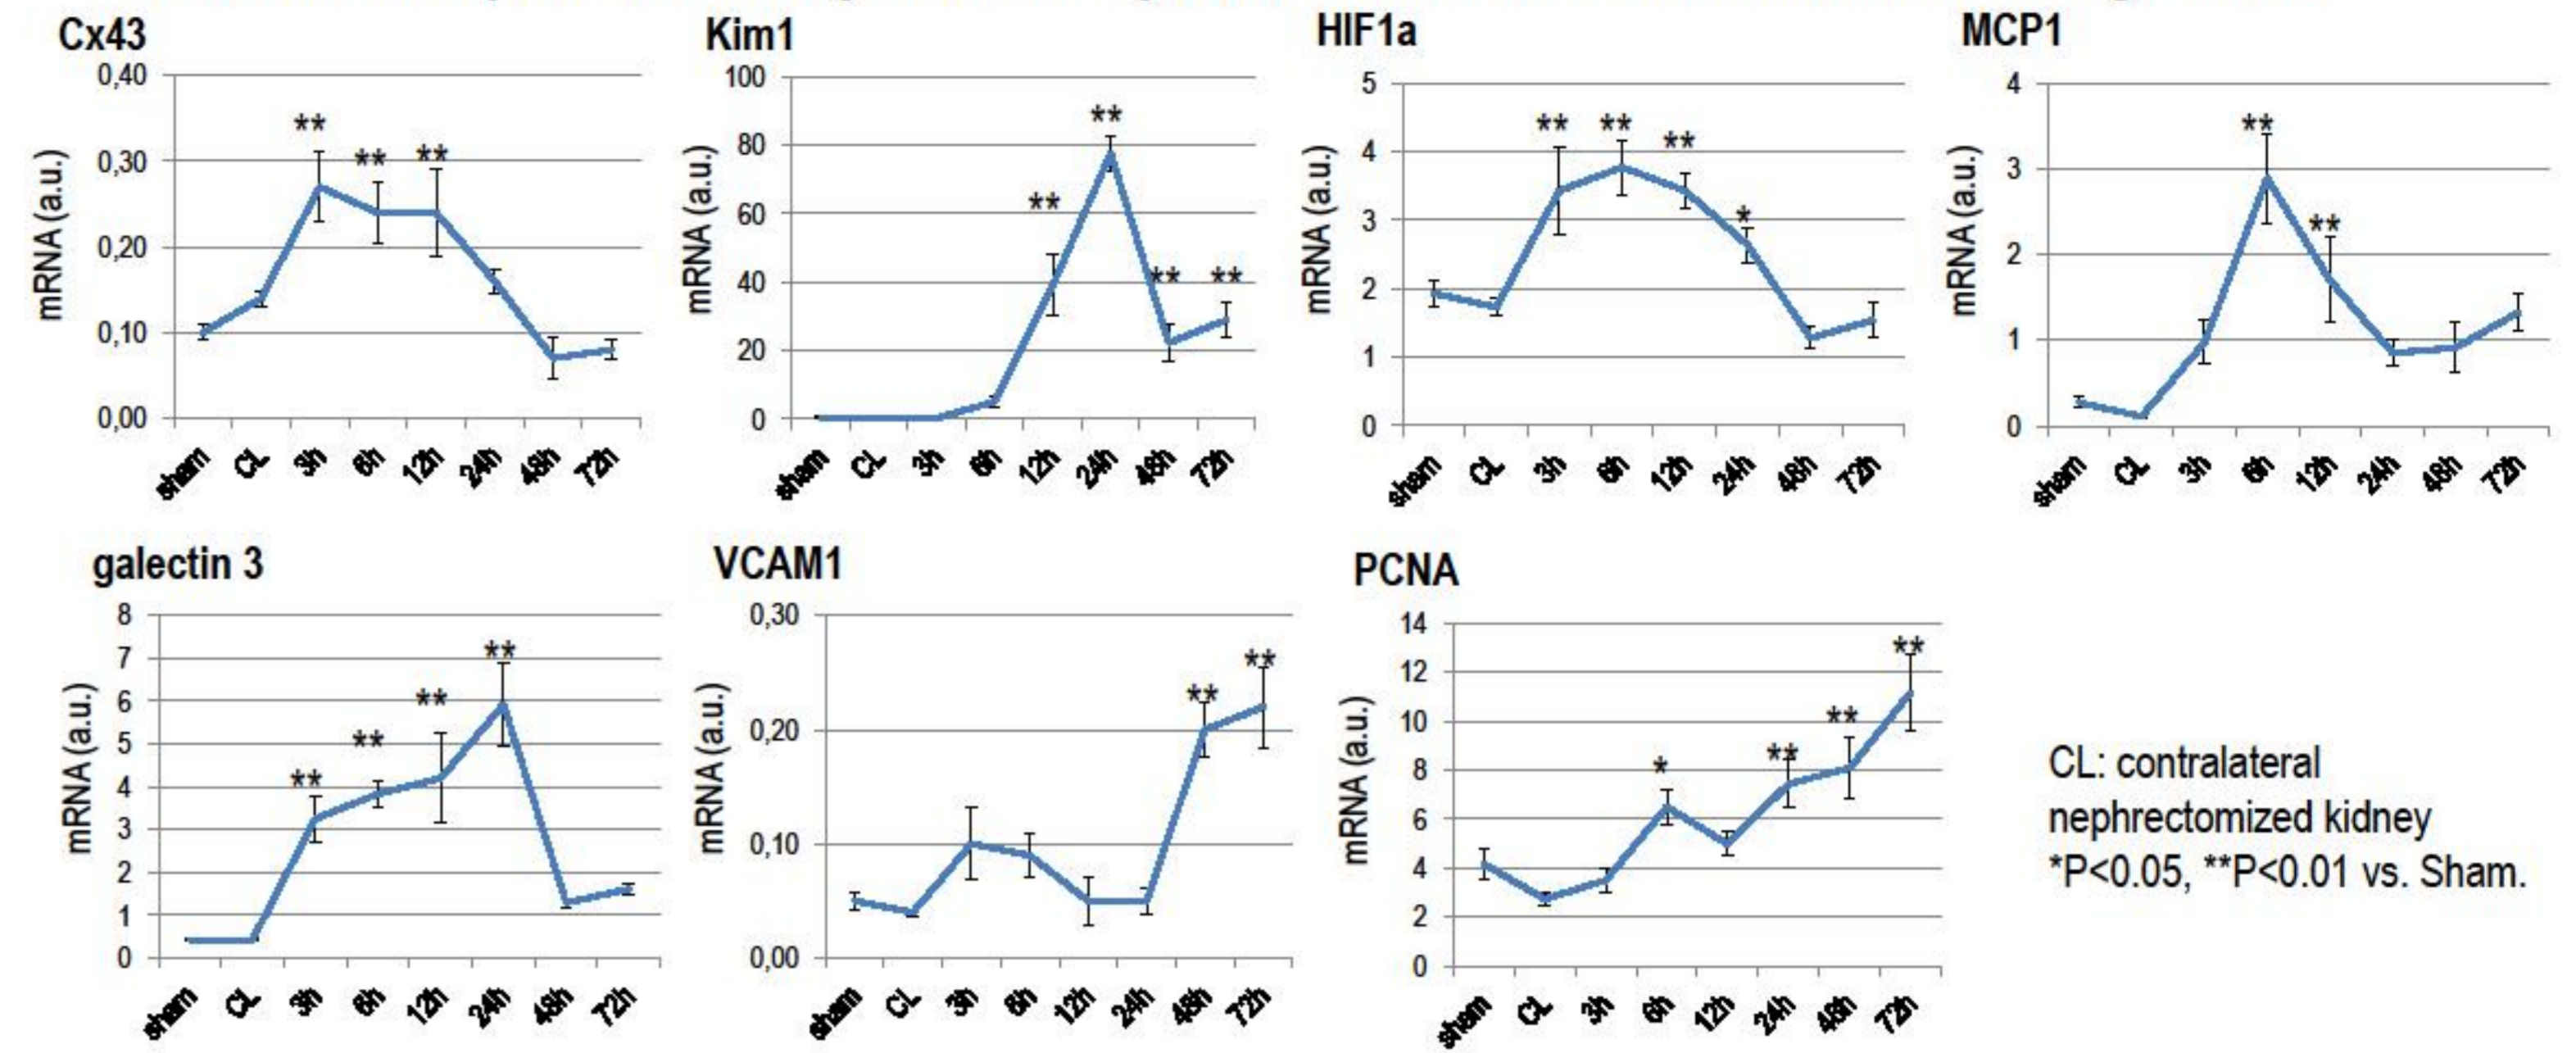 Cx43
mRNA (a.u.)
0,40
0,30
0,20
0,10
0,00
**
**
**
sham CL 3h 6h 12h 24h 48h 72h
Kim1
mRNA (a.u.)
100
80
60
40
20
0
**
**
**
**
sham CL 3h 6h 12h 24h 48h 72h
HIF1a
mRNA (a.u.)
5
4
3
2
1
0
**
**
**
*
sham CL 3h 6h 12h 24h 48h 72h
MCP1
mRNA (a.u.)
4
3
2
1
0
**
**
sham CL 3h 6h 12h 24h 48h 72h
galectin 3
mRNA (a.u.)
8
7
6
5
4
3
2
1
0
**
**
**
**
sham CL 3h 6h 12h 24h 48h 72h
VCAM1
mRNA (a.u.)
0,30
0,20
0,10
0,00
**
**
sham CL 3h 6h 12h 24h 48h 72h
PCNA
mRNA (a.u.)
14
12
10
8
6
4
2
0
*
**
**
**
sham CL 3h 6h 12h 24h 48h 72h
CL: contralateral
nephrectomized kidney
*P<0.05, **P<0.01 vs. Sham.